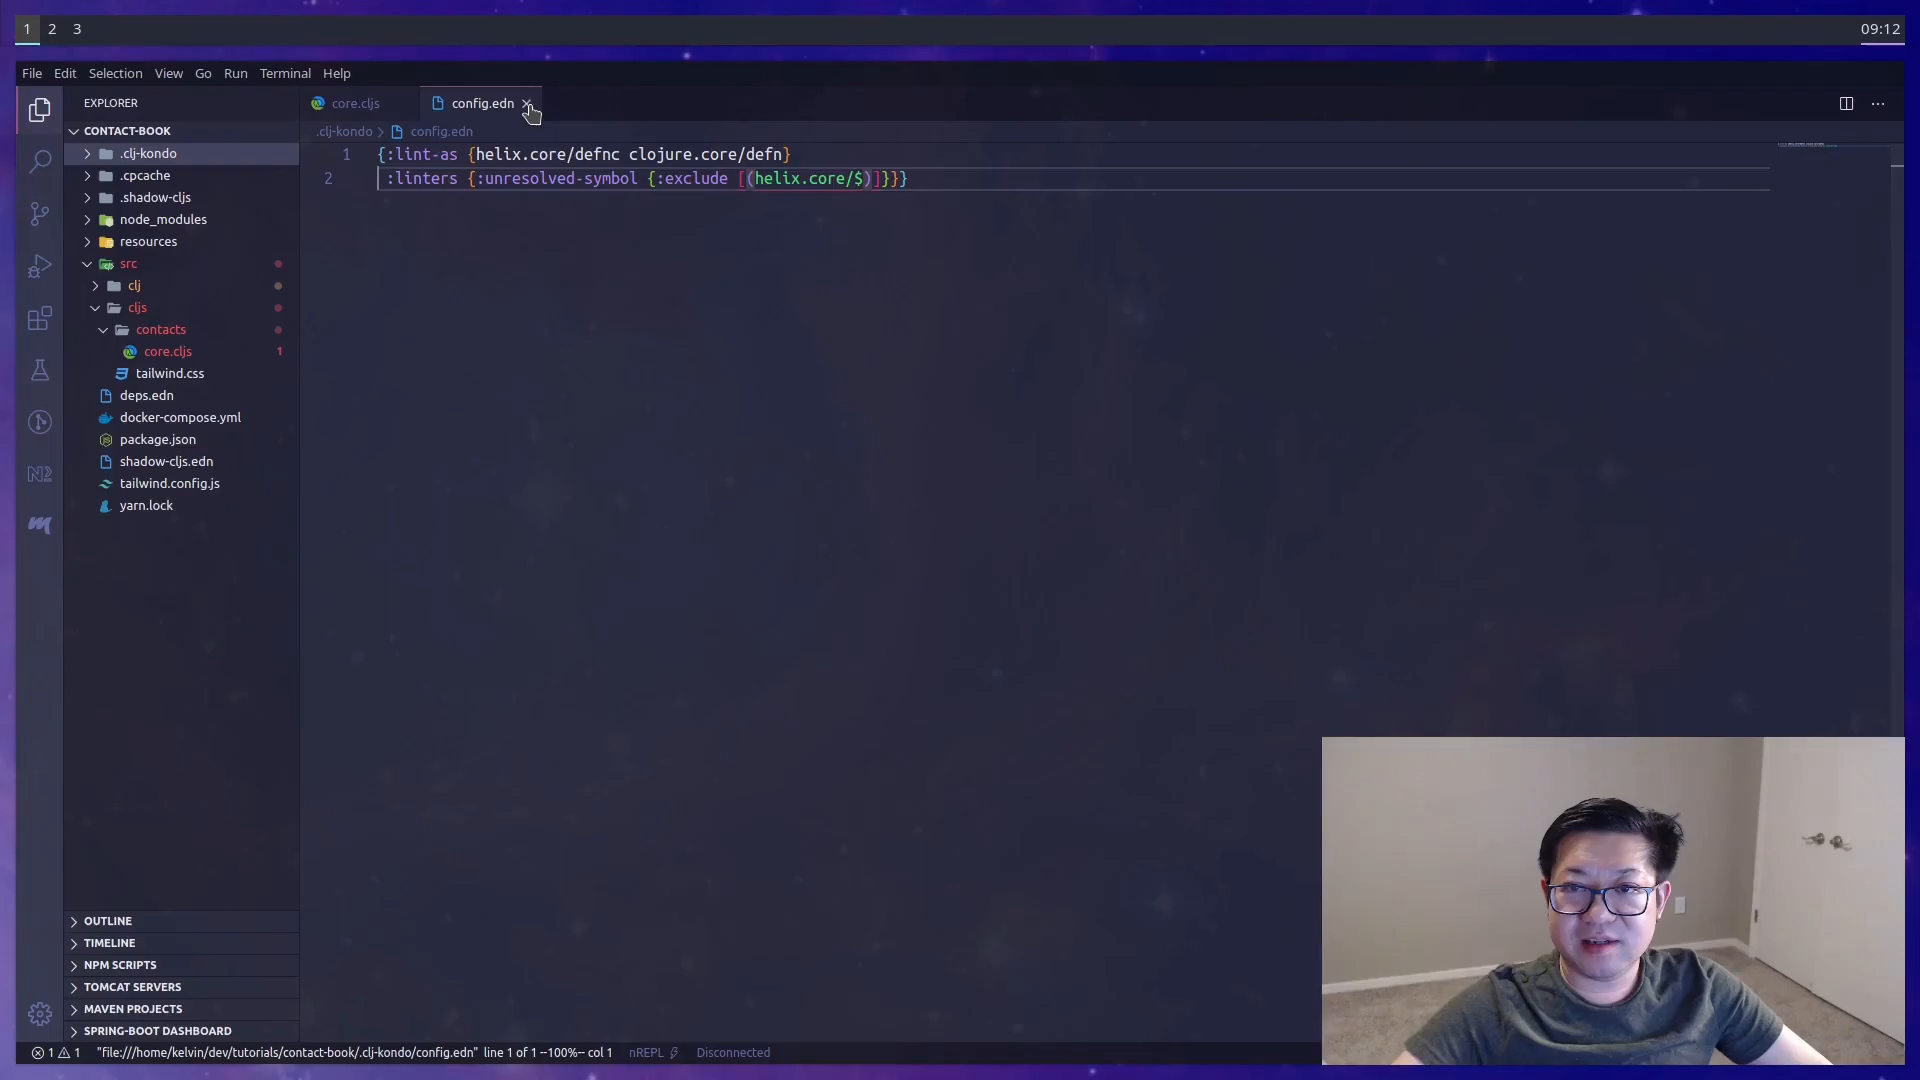 1 2 3
09:12
File Edit Selection View Go Run Terminal Help
EXPLORER
core.cljs
config.edn
CONTACT-BOOK
.clj-kondo
.cpcache
.shadow-cljs
node_modules
resources
src
clj
cljs
contacts
core.cljs 1
tailwind.css
deps.edn
docker-compose.yml
package.json
shadow-cljs.edn
tailwind.config.js
yarn.lock
OUTLINE
TIMELINE
NPM SCRIPTS
TOMCAT SERVERS
MAVEN PROJECTS
SPRING-BOOT DASHBOARD
.clj-kondo > config.edn
1 {:lint-as {helix.core/defnc clojure.core/defn}
2 :linters {:unresolved-symbol {:exclude [(helix.core/$)]}}}
1 1 "file:///home/kelvin/dev/tutorials/contact-book/.clj-kondo/config.edn" line 1 of 1 --100%-- col 1 nREPL Disconnected